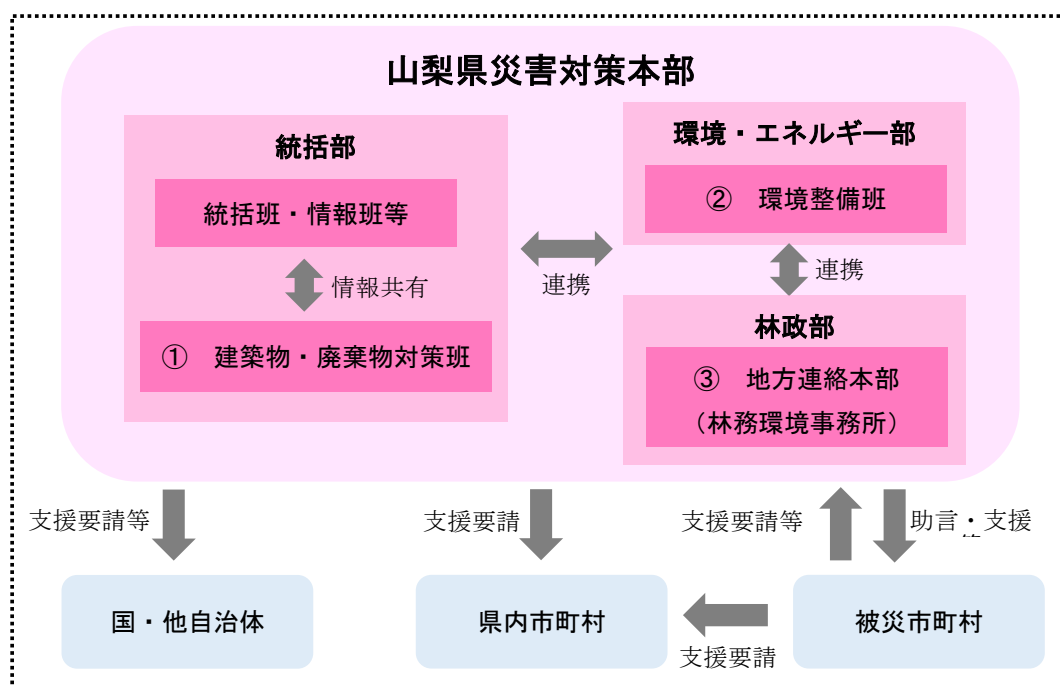 山梨県災害対策本部
統括部
統括班・情報班等
情報共有
① 建築物・廃棄物対策班
連携
環境・エネルギー部
② 環境整備班
連携
林政部
③ 地方連絡本部
（林務環境事務所）
支援要請等
支援要請
支援要請等
助言・支援
国・他自治体
県内市町村
支援要請
被災市町村